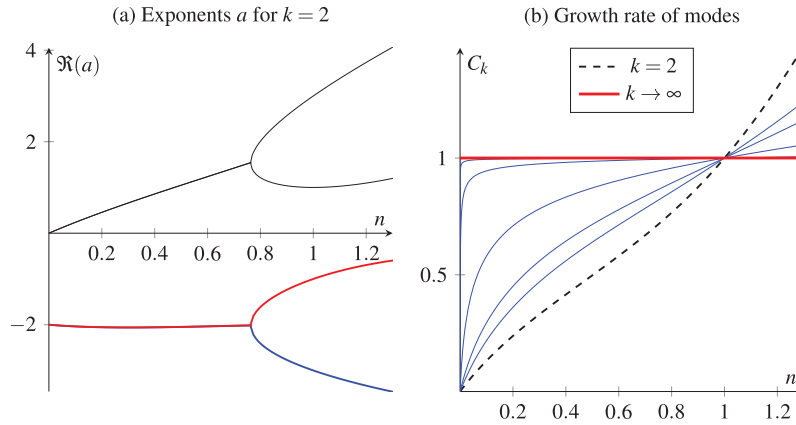 (a) Exponents a for k = 2
4
ℜ(a)
2
n
0
0.2 0.4 0.6 0.8 1 1.2
−2
(b) Growth rate of modes
C_k
k = 2
k → ∞
1
0.5
n
0.2 0.4 0.6 0.8 1 1.2